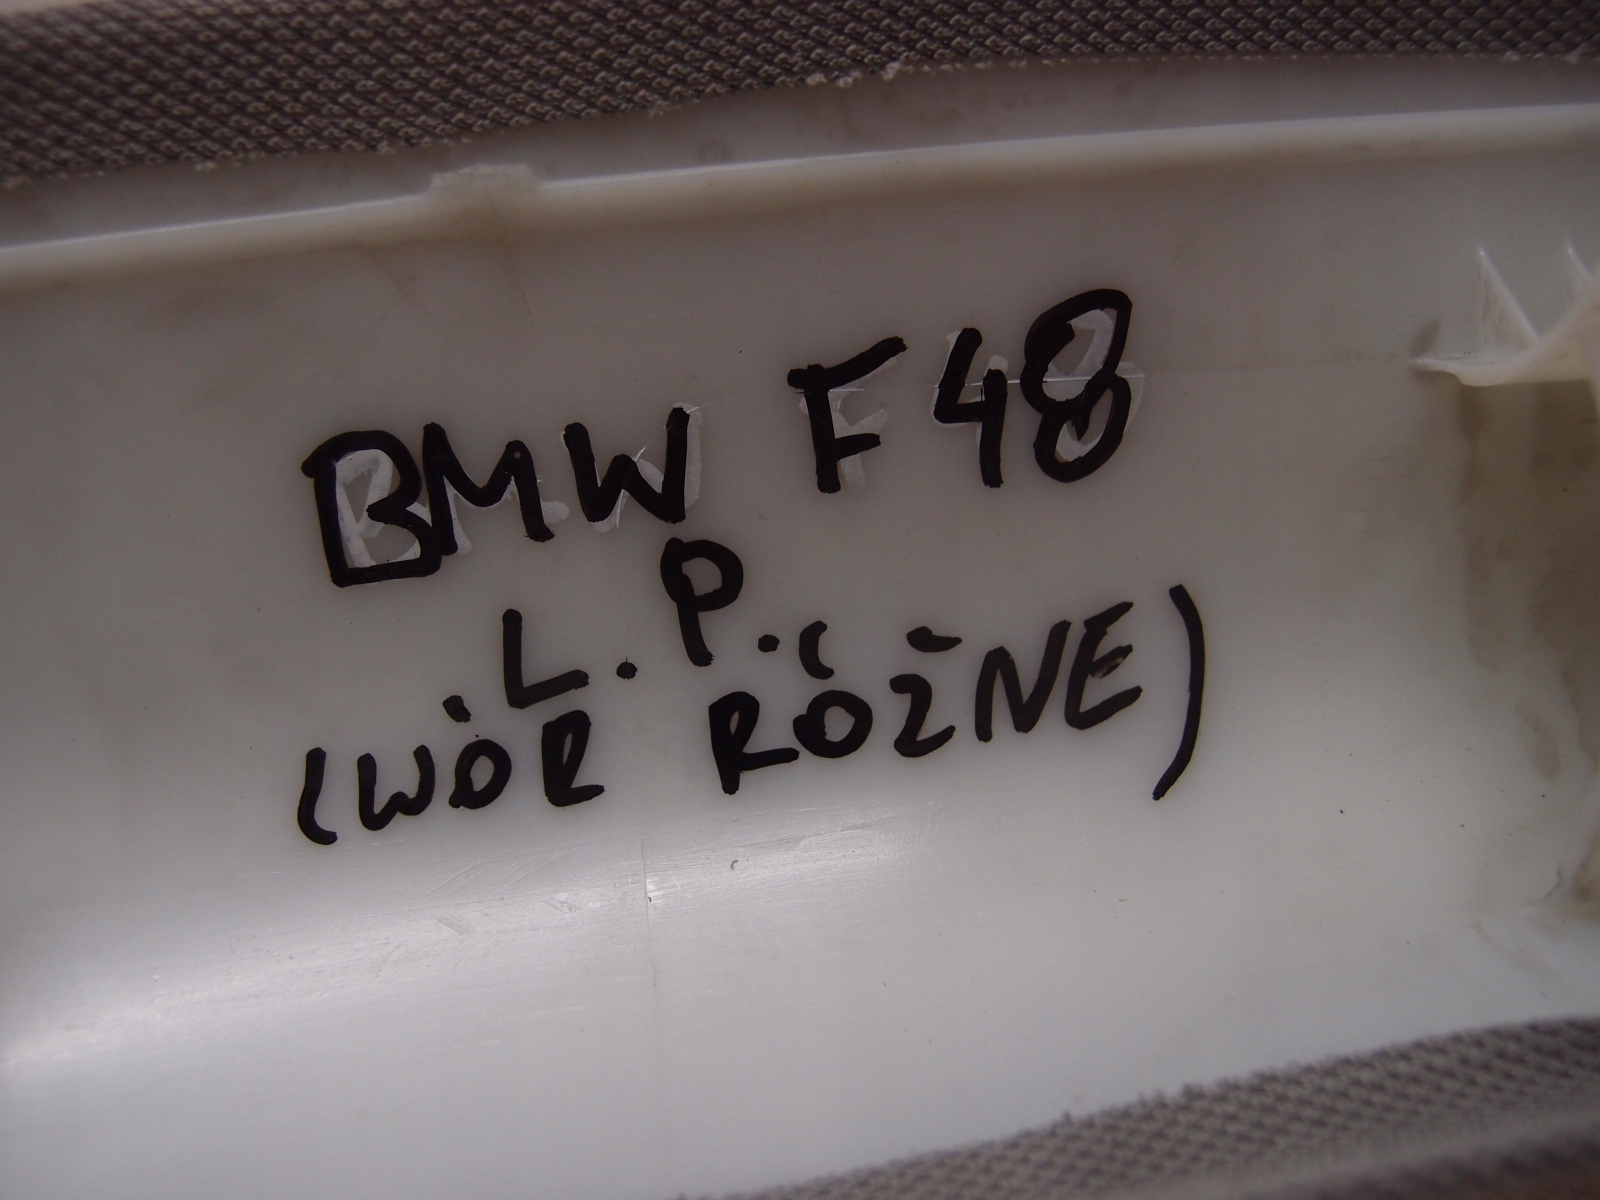 BMW F48
L. P.
(WÓR RÓŻNE)